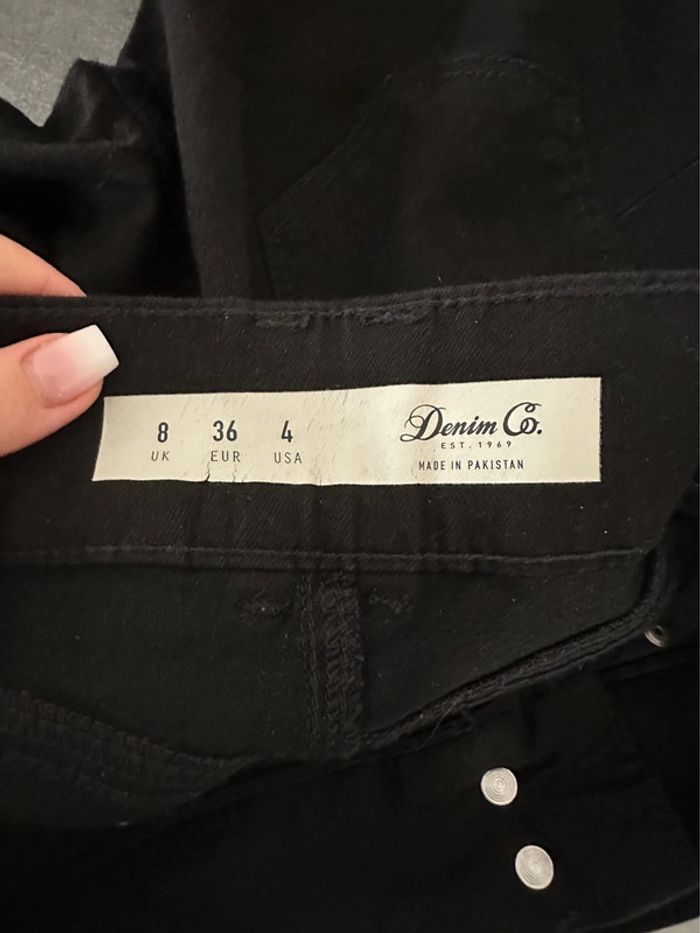 8 36 4
UK EUR USA
Denim Co.
EST. 1969
MADE IN PAKISTAN